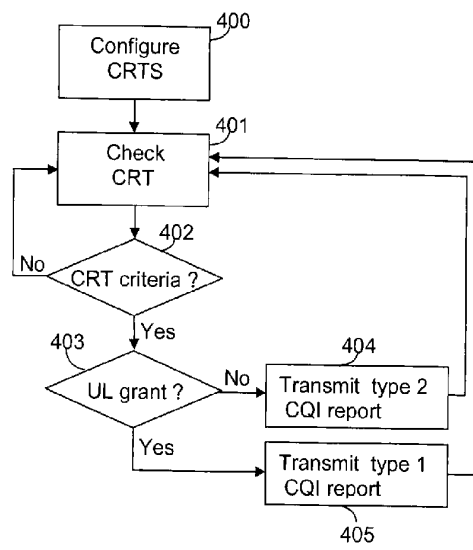 400
Configure
CRTS
401
Check
CRT
402
No
CRT criteria ?
Yes
403
404
UL grant ?
No
Transmit type 2
CQI report
Yes
Transmit type 1
CQI report
405